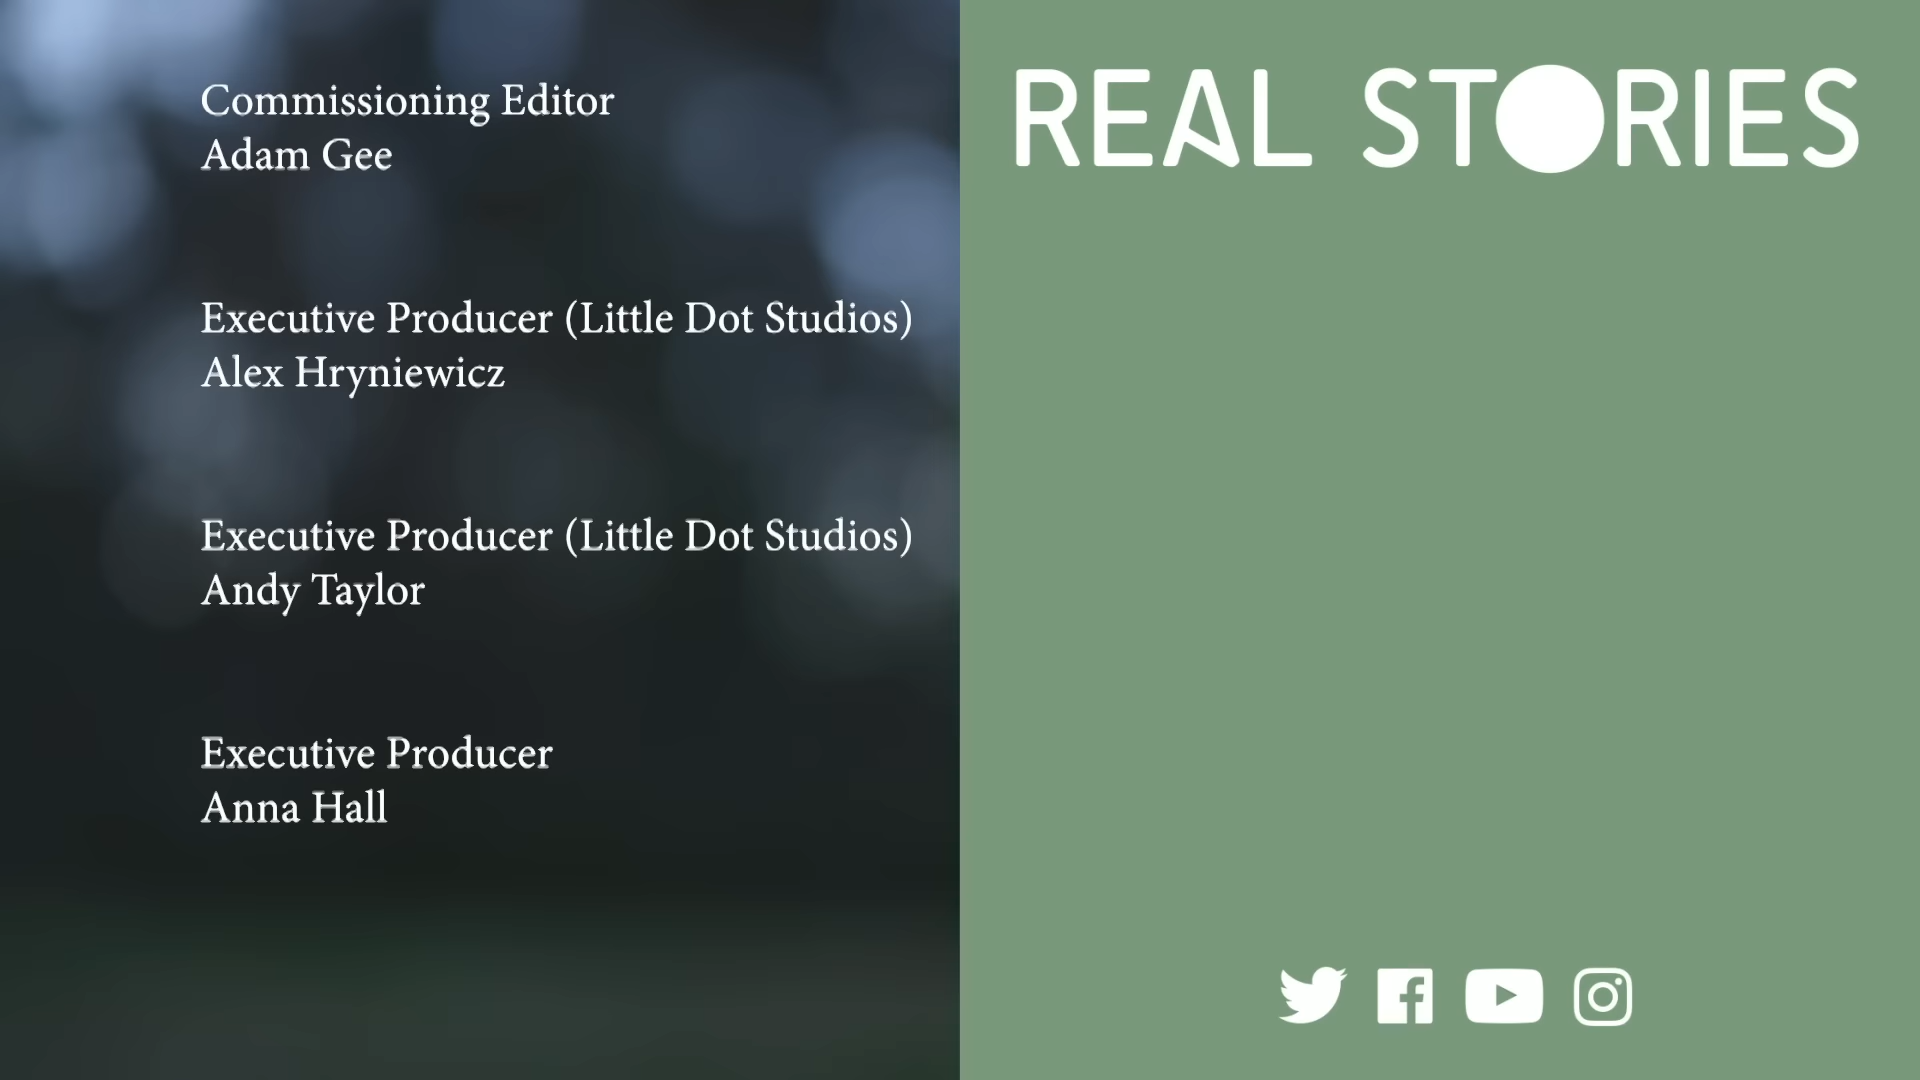 Commissioning Editor
Adam Gee
Executive Producer (Little Dot Studios)
Alex Hryniewicz
Executive Producer (Little Dot Studios)
Andy Taylor
Executive Producer
Anna Hall
REAL STORIES